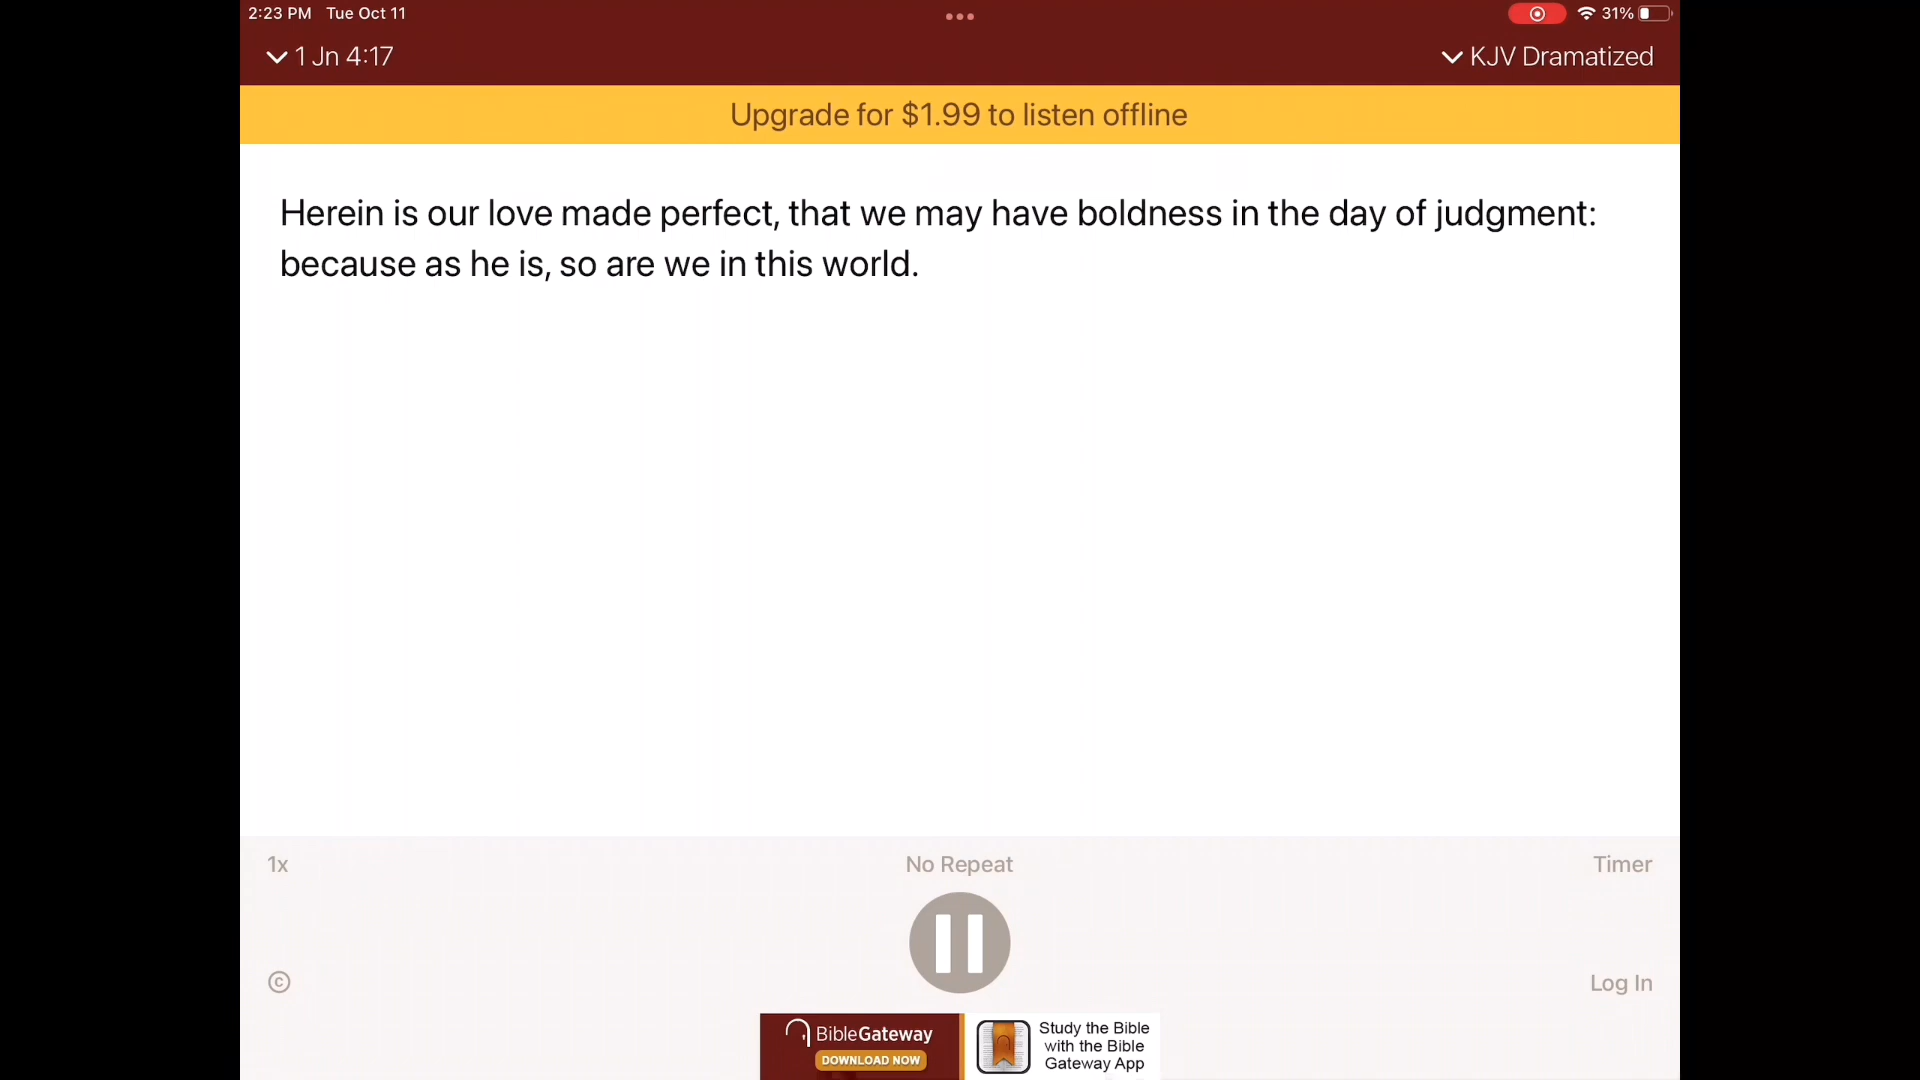 2:23 PM Tue Oct 11
31%
1 Jn 4:17
KJV Dramatized
Upgrade for $1.99 to listen offline
Herein is our love made perfect, that we may have boldness in the day of judgment:
because as he is, so are we in this world.
1x
No Repeat
Timer
©
Log In
BibleGateway
DOWNLOAD NOW
Study the Bible
with the Bible
Gateway App